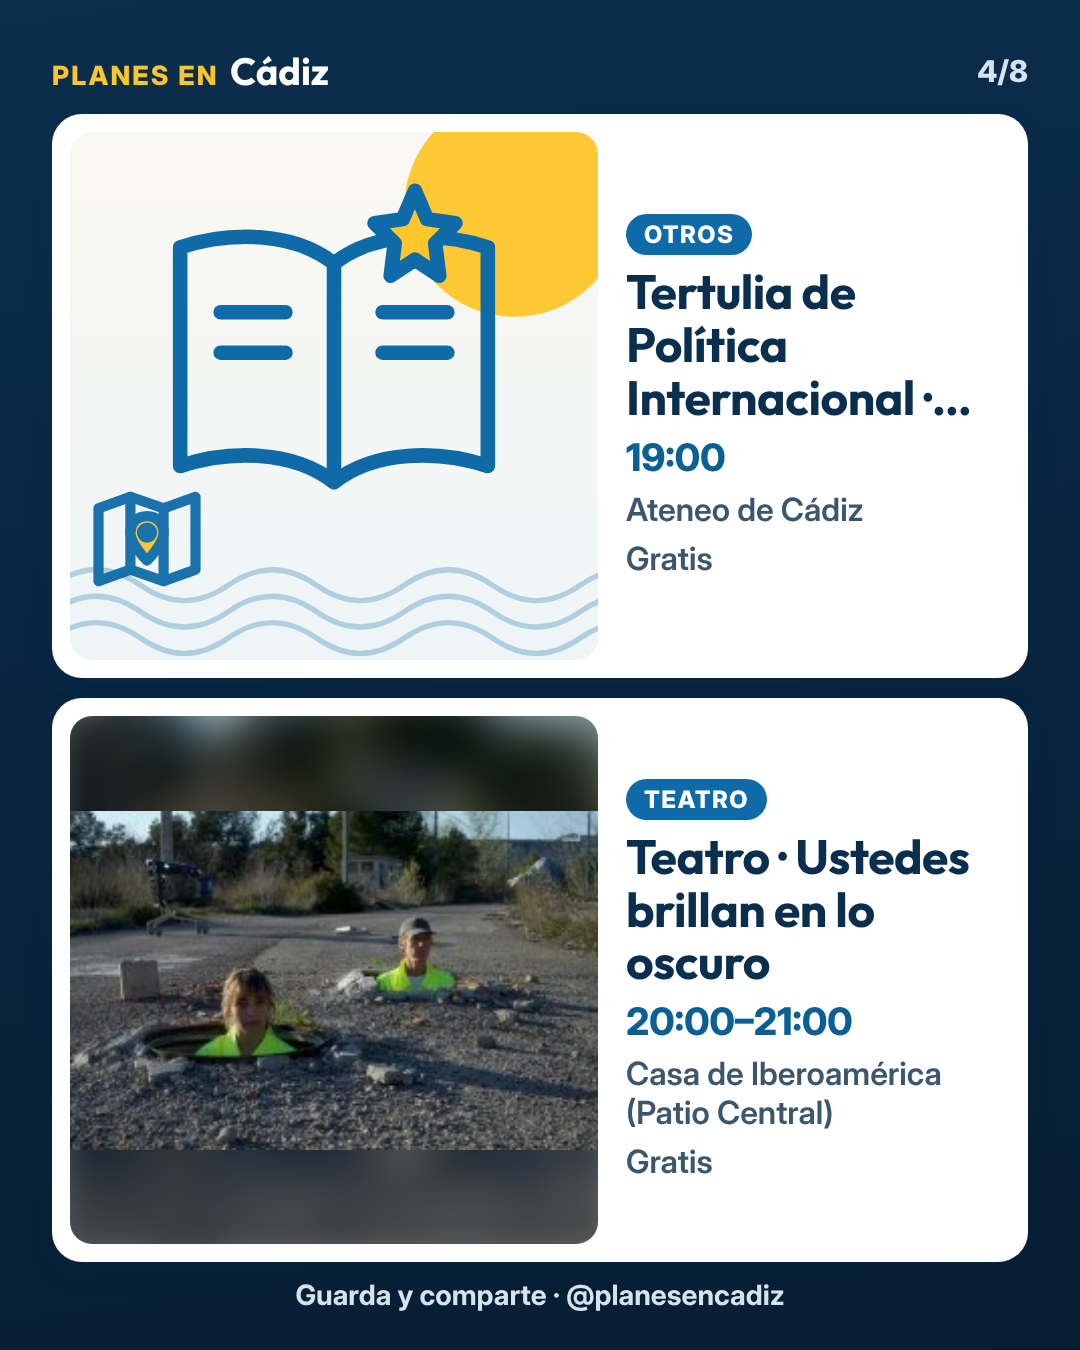 PLANES EN Cádiz
4/8
OTROS
Tertulia de
Política
Internacional ·...
19:00
Ateneo de Cádiz
Gratis
TEATRO
Teatro · Ustedes
brillan en lo
oscuro
20:00–21:00
Casa de Iberoamérica
(Patio Central)
Gratis
Guarda y comparte · @planesencadiz